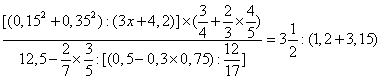 [(0,15² + 0,35²) : (3x + 4,2)] × (3/4 + 2/3 × 4/5)
12,5 − 2/7 × 3/5 : [(0,5 − 0,3 × 0,75) : 12/17]
= 3 1/2 : (1,2 + 3,15)